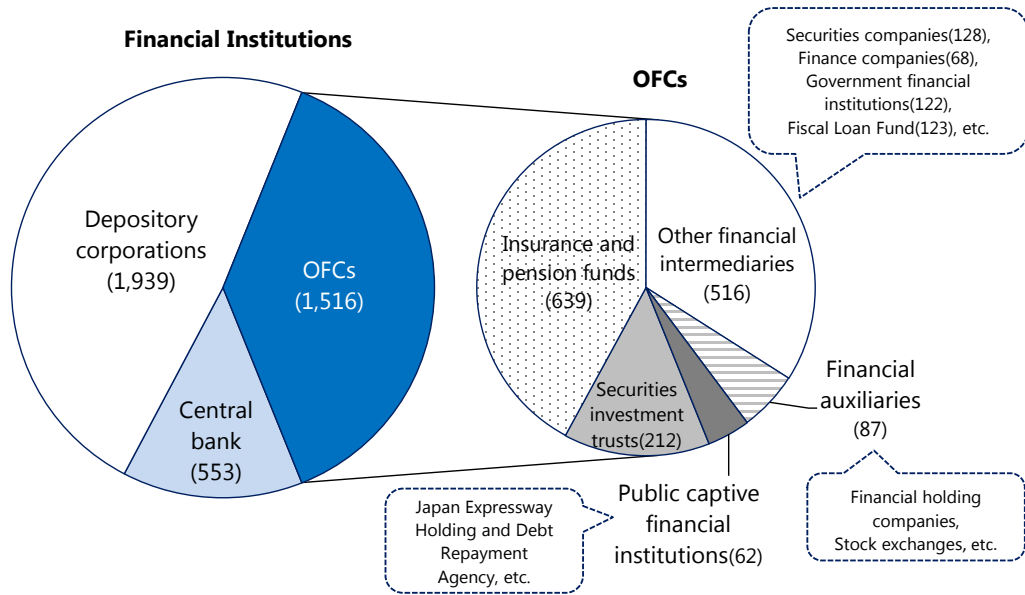 Financial Institutions
Depository
corporations
(1,939)
OFCs
(1,516)
Central
bank
(553)
OFCs
Securities companies(128),
Finance companies(68),
Government financial
institutions(122),
Fiscal Loan Fund(123), etc.
Insurance and
pension funds
(639)
Other financial
intermediaries
(516)
Securities
investment
trusts(212)
Financial
auxiliaries
(87)
Public captive
financial
institutions(62)
Japan Expressway
Holding and Debt
Repayment
Agency, etc.
Financial holding
companies,
Stock exchanges, etc.